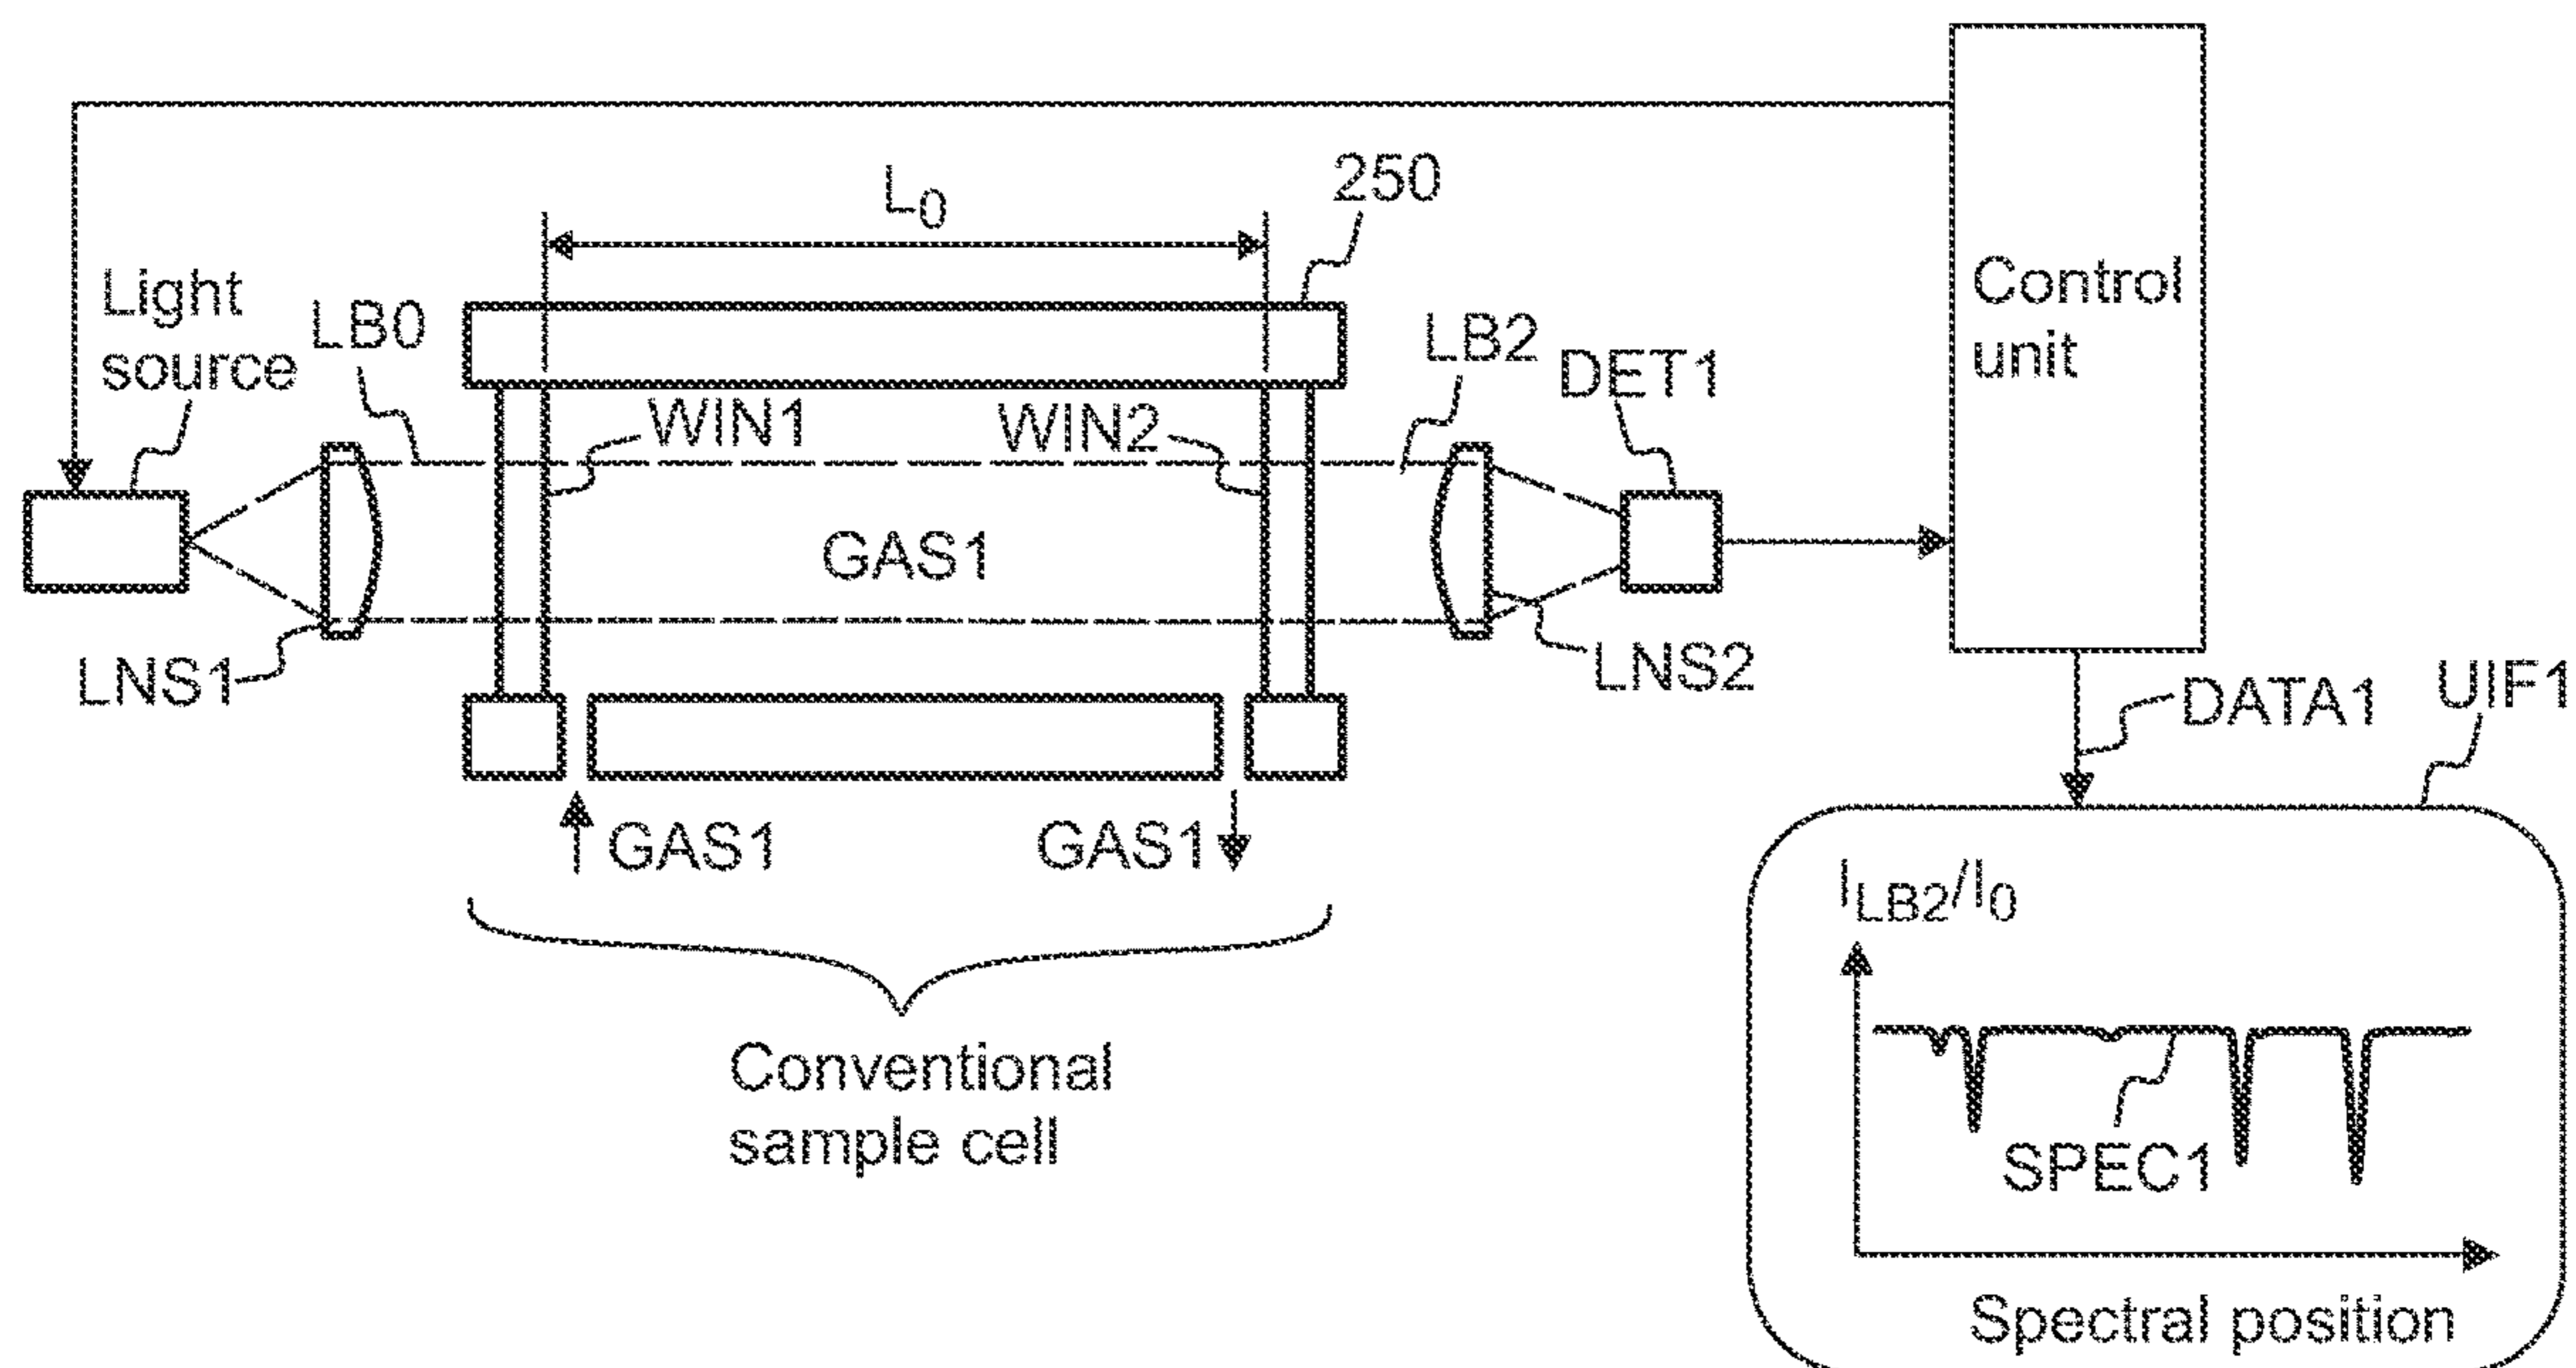 L0
250
Control
unit
Light
source
LB0
LB2
DET1
WIN1
WIN2
GAS1
LNS1
LNS2
DATA1
UIF1
GAS1
GAS1
ILB2/I0
Conventional
sample cell
SPEC1
Spectral position